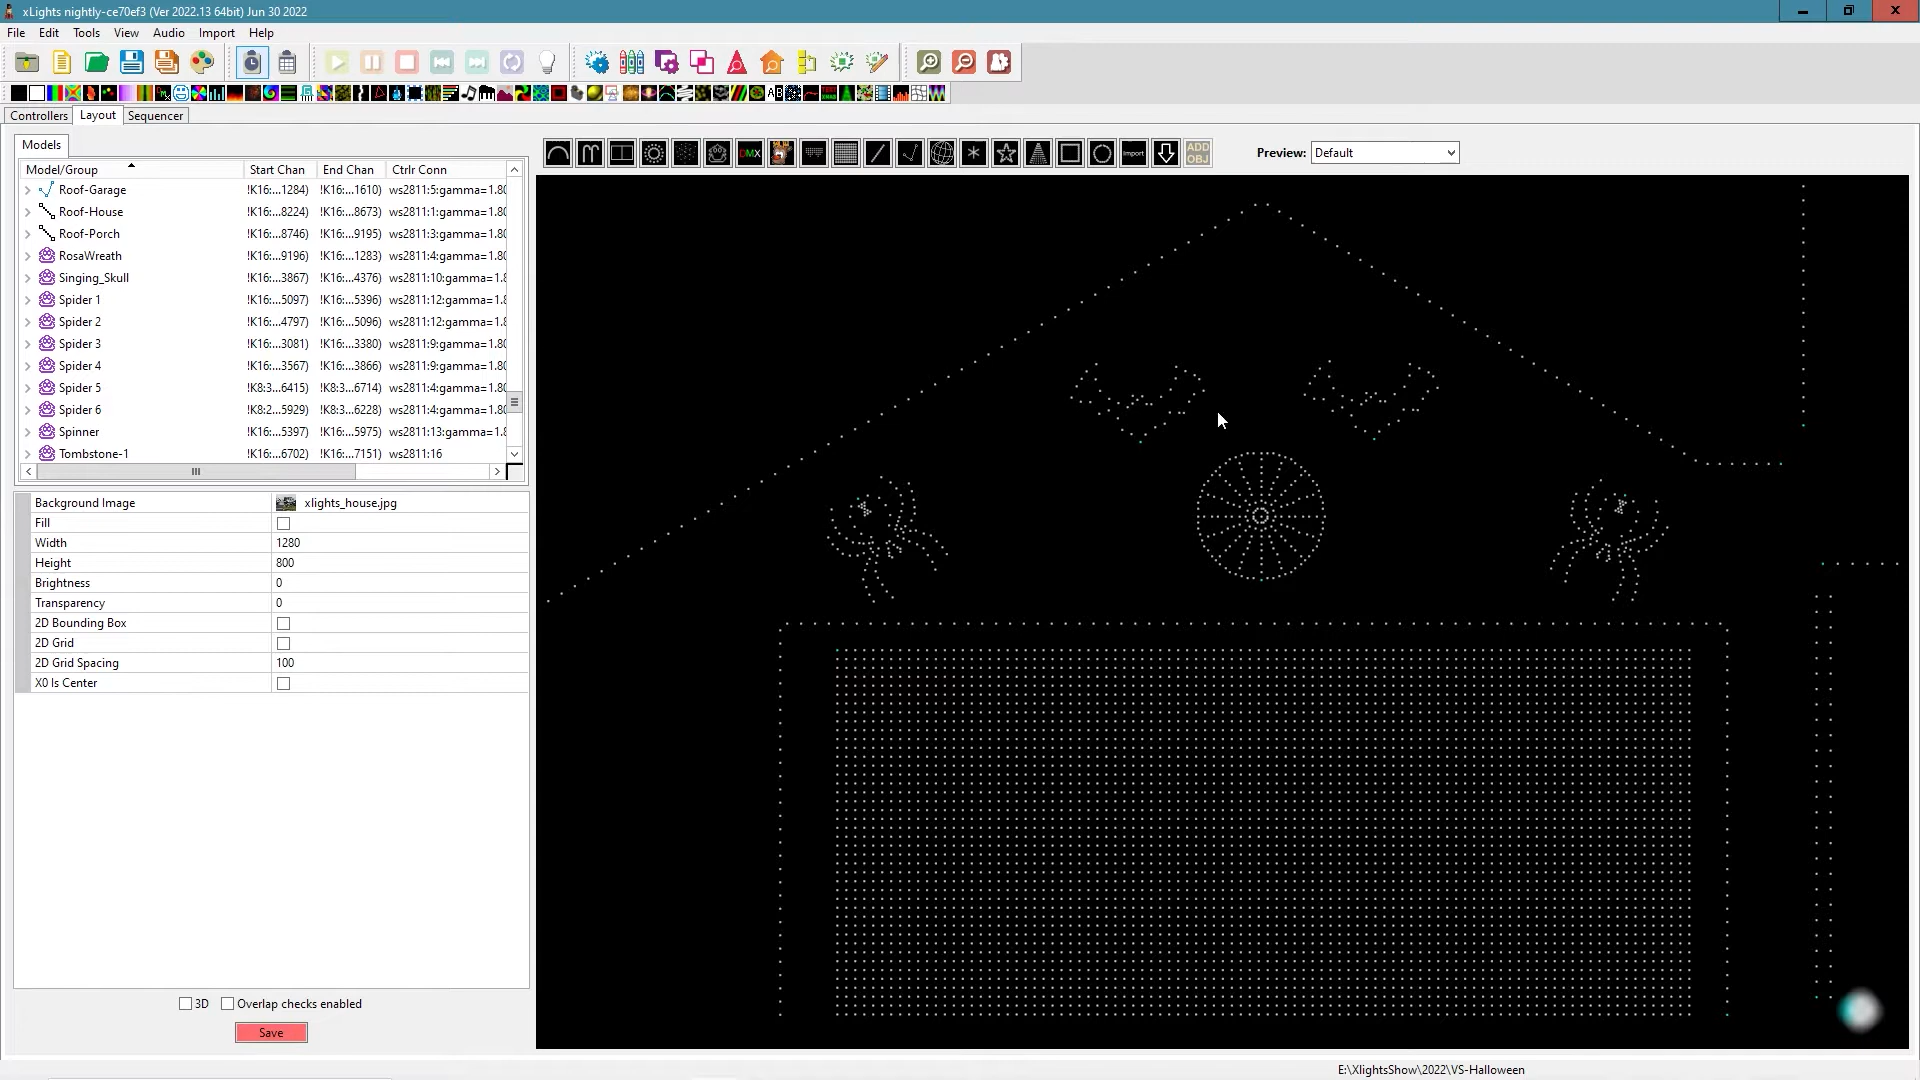 xLights nightly-ce70ef3 (Ver 2022.13 64bit) Jun 30 2022
File Edit Tools View Audio Import Help
Controllers Layout Sequencer
Models
Model/Group Start Chan End Chan Ctrlr Conn
Roof-Garage !K16:...1284) !K16:...1610) ws2811:5:gamma=1.80
Roof-House !K16:...8224) !K16:...8673) ws2811:1:gamma=1.80
Roof-Porch !K16:...8746) !K16:...9195) ws2811:3:gamma=1.80
RosaWreath !K16:...9196) !K16:...1283) ws2811:4:gamma=1.80
Singing_Skull !K16:...3867) !K16:...4376) ws2811:10:gamma=1.8
Spider 1 !K16:...5097) !K16:...5396) ws2811:12:gamma=1.8
Spider 2 !K16:...4797) !K16:...5096) ws2811:12:gamma=1.8
Spider 3 !K16:...3081) !K16:...3380) ws2811:9:gamma=1.80
Spider 4 !K16:...3567) !K16:...3866) ws2811:9:gamma=1.80
Spider 5 !K8:3...6415) !K8:3...6714) ws2811:4:gamma=1.80
Spider 6 !K8:2...5929) !K8:3...6228) ws2811:4:gamma=1.80
Spinner !K16:...5397) !K16:...5975) ws2811:13:gamma=1.8
Tombstone-1 !K16:...6702) !K16:...7151) ws2811:16
Background Image xlights_house.jpg
Fill
Width 1280
Height 800
Brightness 0
Transparency 0
2D Bounding Box
2D Grid
2D Grid Spacing 100
X0 Is Center
3D Overlap checks enabled
Save
DMX Import ADD OBJ Preview: Default
E:\XlightsShow\2022\VS-Halloween